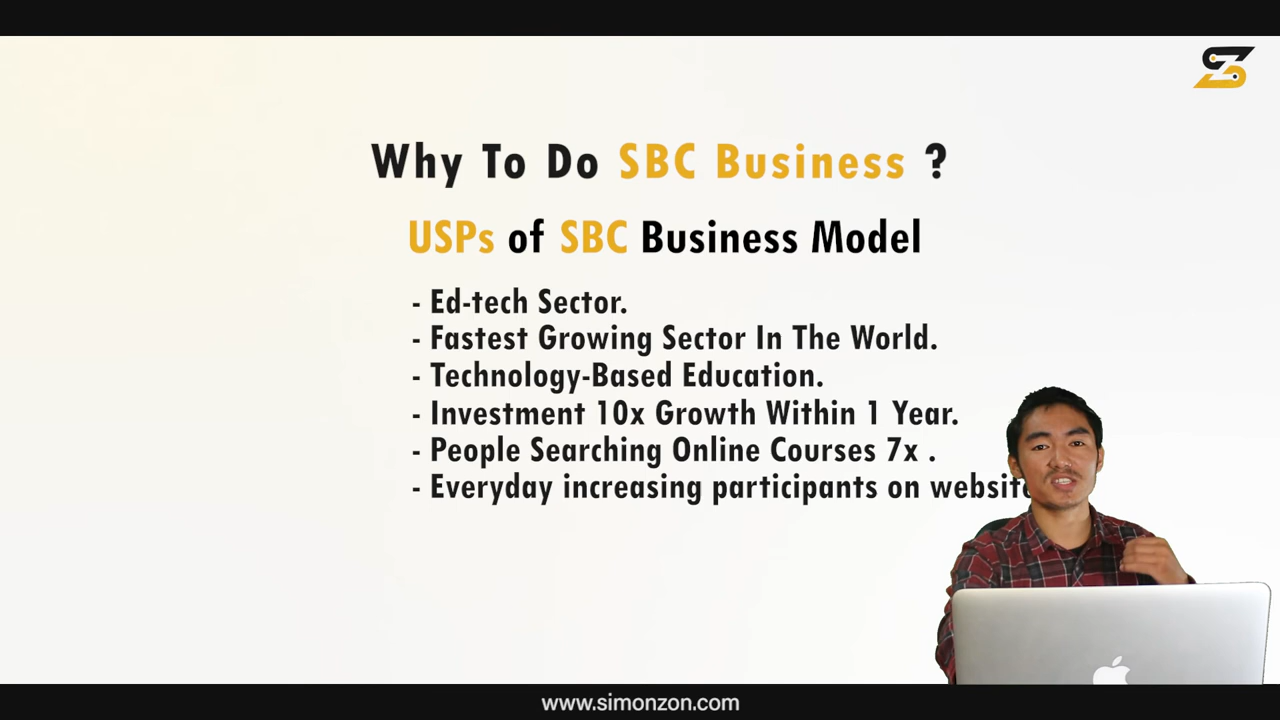 Why To Do SBC Business ?
USPs of SBC Business Model
- Ed-tech Sector.
- Fastest Growing Sector In The World.
- Technology-Based Education.
- Investment 10x Growth Within 1 Year.
- People Searching Online Courses 7x .
- Everyday increasing participants on website
www.simonzon.com